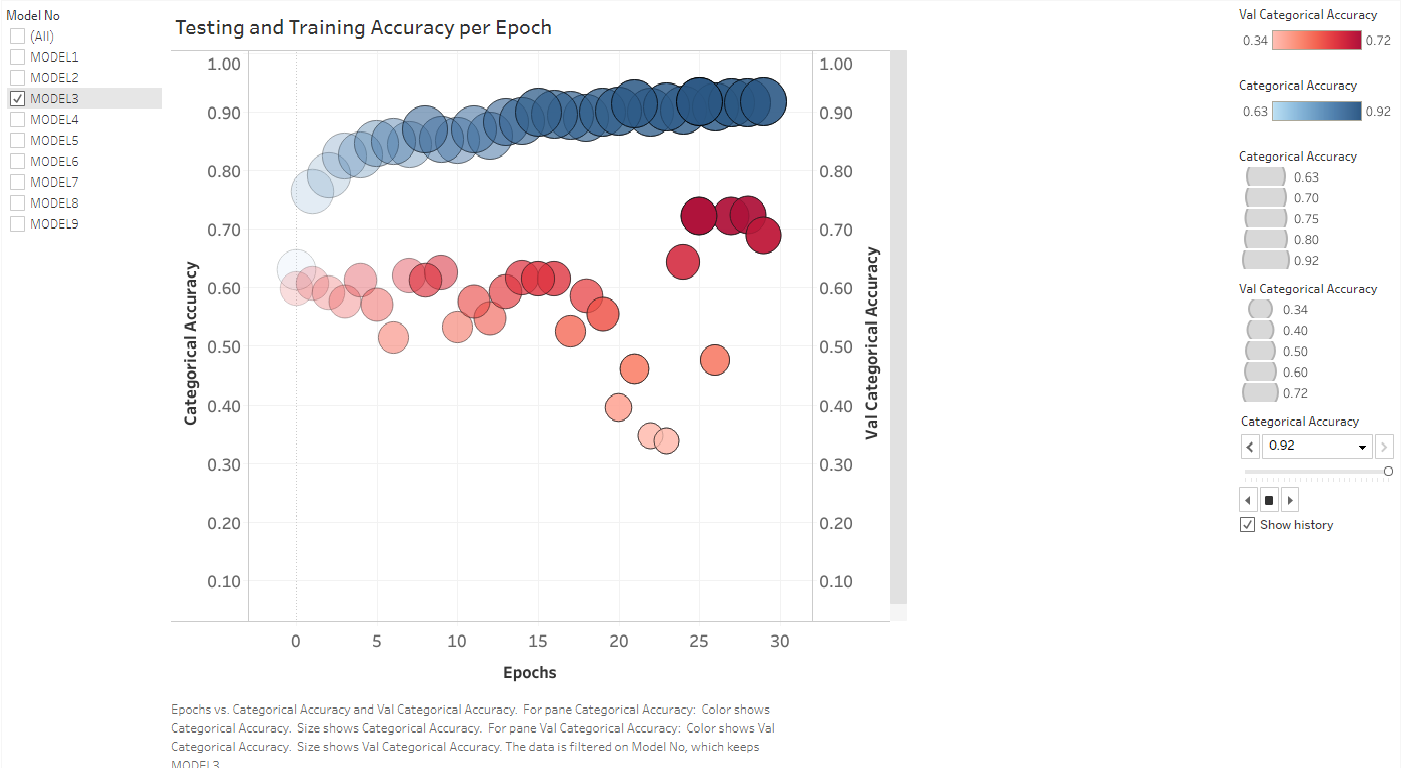 Model No
(All)
MODEL1
MODEL2
MODEL3
MODEL4
MODEL5
MODEL6
MODEL7
MODEL8
MODEL9
Testing and Training Accuracy per Epoch
Categorical Accuracy
1.00
0.90
0.80
0.70
0.60
0.50
0.40
0.30
0.20
0.10
1.00
0.90
0.80
0.70
0.60
0.50
0.40
0.30
0.20
0.10
Val Categorical Accuracy
0 5 10 15 20 25 30
Epochs
Epochs vs. Categorical Accuracy and Val Categorical Accuracy. For pane Categorical Accuracy: Color shows
Categorical Accuracy. Size shows Categorical Accuracy. For pane Val Categorical Accuracy: Color shows Val
Categorical Accuracy. Size shows Val Categorical Accuracy. The data is filtered on Model No, which keeps
MODEL3.
Val Categorical Accuracy
0.34 0.72
Categorical Accuracy
0.63 0.92
Categorical Accuracy
0.63
0.70
0.75
0.80
0.92
Val Categorical Accuracy
0.34
0.40
0.50
0.60
0.72
Categorical Accuracy
0.92
Show history